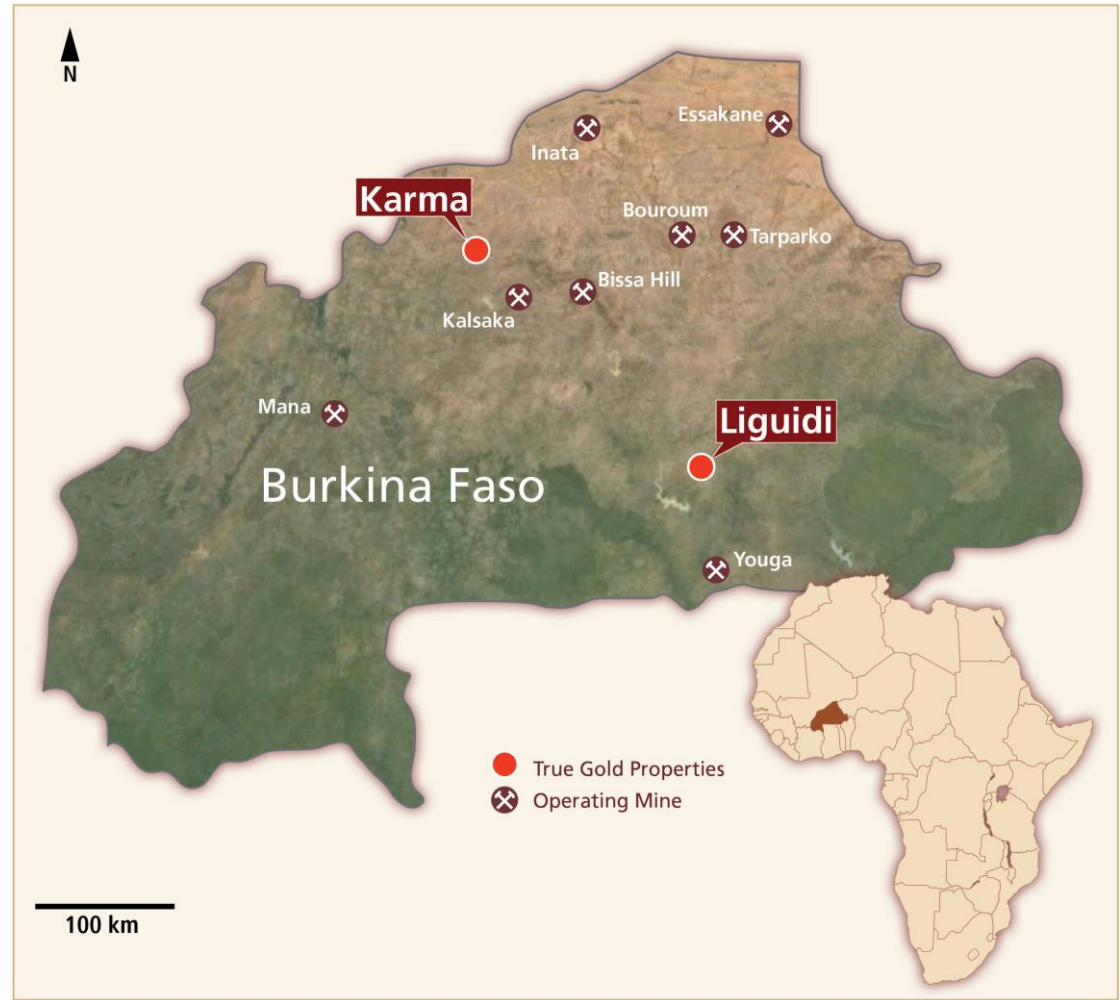 N
Essakane
Inata
Karma
Bouroum
Tarparko
Bissa Hill
Kalsaka
Mana
Liguidi
Burkina Faso
Youga
True Gold Properties
Operating Mine
100 km